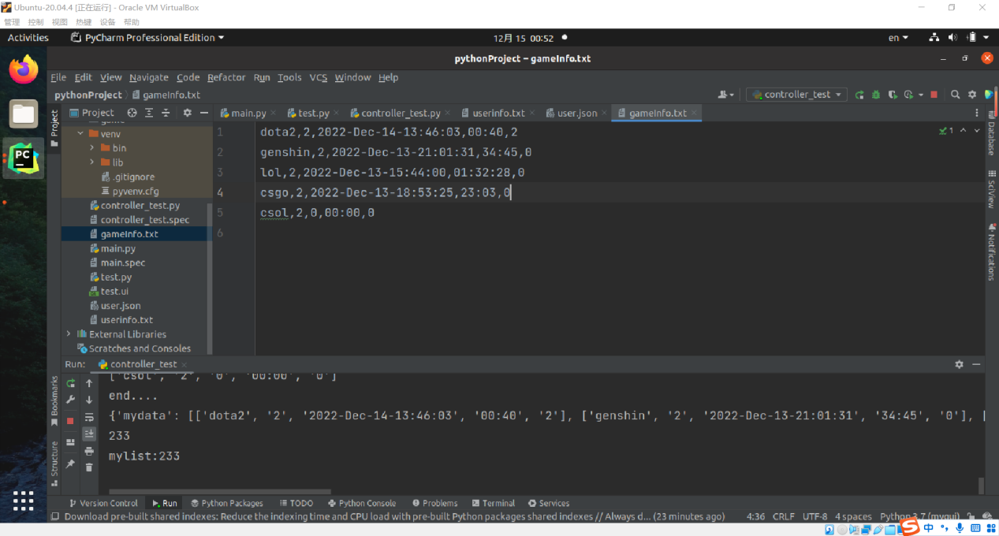 Ubuntu-20.04.4 [正在运行] - Oracle VM VirtualBox
管理 控制 视图 热键 设备 帮助
Activities PyCharm Professional Edition 12月 15 00:52 en
pythonProject – gameInfo.txt
File Edit View Navigate Code Refactor Run Tools VCS Window Help
pythonProject gameInfo.txt controller_test
Project main.py test.py controller_test.py userinfo.txt user.json gameInfo.txt
Project
Database
SciView
Notifications
venv
bin
lib
.gitignore
pyvenv.cfg
controller_test.py
controller_test.spec
gameInfo.txt
main.py
main.spec
test.py
test.ui
user.json
userinfo.txt
External Libraries
Scratches and Consoles
1 dota2,2,2022-Dec-14-13:46:03,00:40,2
2 genshin,2,2022-Dec-13-21:01:31,34:45,0
3 lol,2,2022-Dec-13-15:44:00,01:32:28,0
4 csgo,2,2022-Dec-13-18:53:25,23:03,0
5 csol,2,0,00:00,0
6
1
Run: controller_test
Bookmarks
Structure
['csol', '2', '0', '00:00', '0']
end....
{'mydata': [['dota2', '2', '2022-Dec-14-13:46:03', '00:40', '2'], ['genshin', '2', '2022-Dec-13-21:01:31', '34:45', '0'], [
233
mylist:233
Version Control Run Python Packages TODO Python Console Problems Terminal Services
Download pre-built shared indexes: Reduce the indexing time and CPU load with pre-built Python packages shared indexes // Always d... (23 minutes ago) 4:36 CRLF UTF-8 4 spaces Python 3.7 (mygui)
中